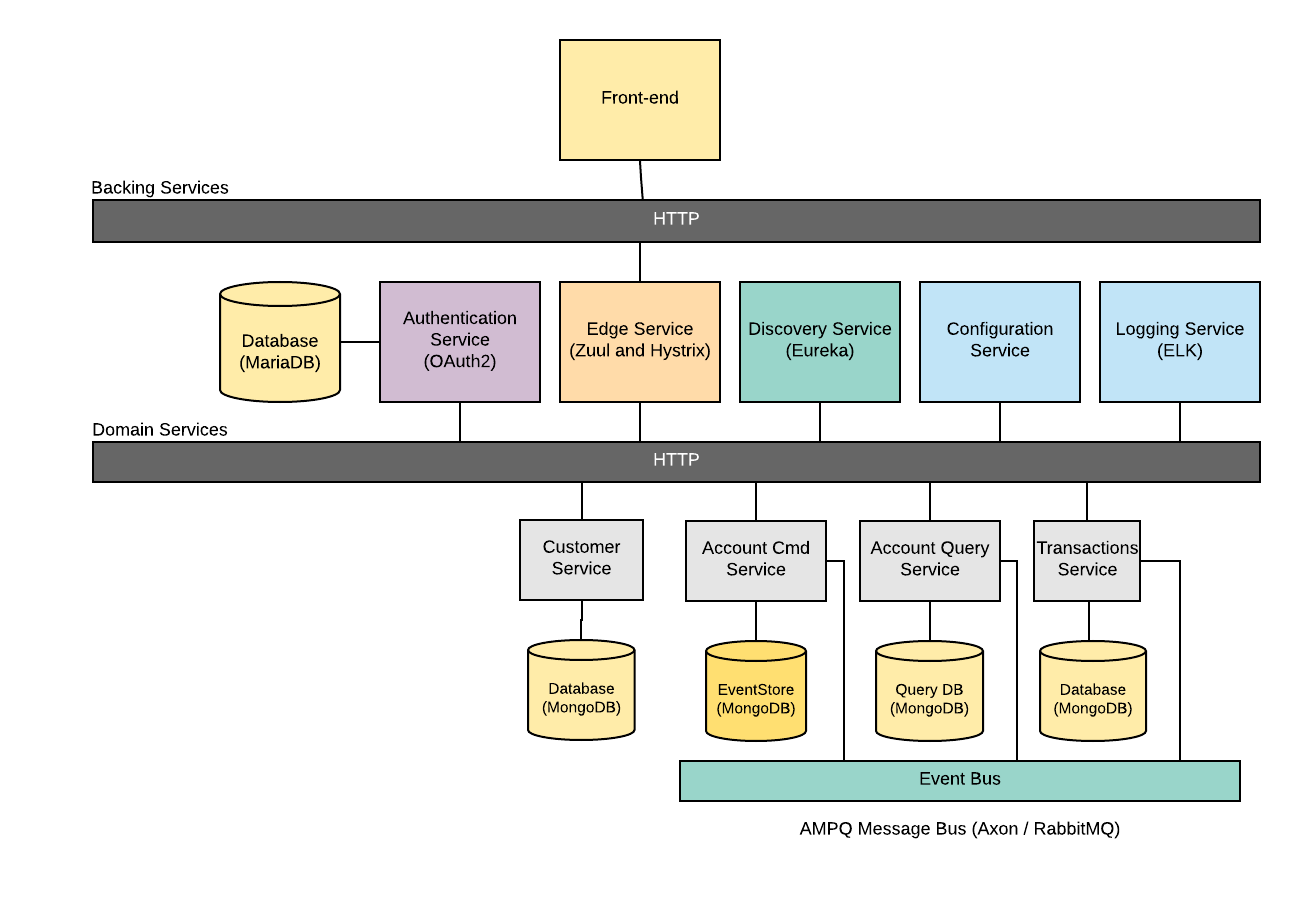 Front-end
Backing Services
HTTP
Database
(MariaDB)
Authentication
Service
(OAuth2)
Edge Service
(Zuul and Hystrix)
Discovery Service
(Eureka)
Configuration
Service
Logging Service
(ELK)
Domain Services
HTTP
Customer
Service
Account Cmd
Service
Account Query
Service
Transactions
Service
Database
(MongoDB)
EventStore
(MongoDB)
Query DB
(MongoDB)
Database
(MongoDB)
Event Bus
AMPQ Message Bus (Axon / RabbitMQ)